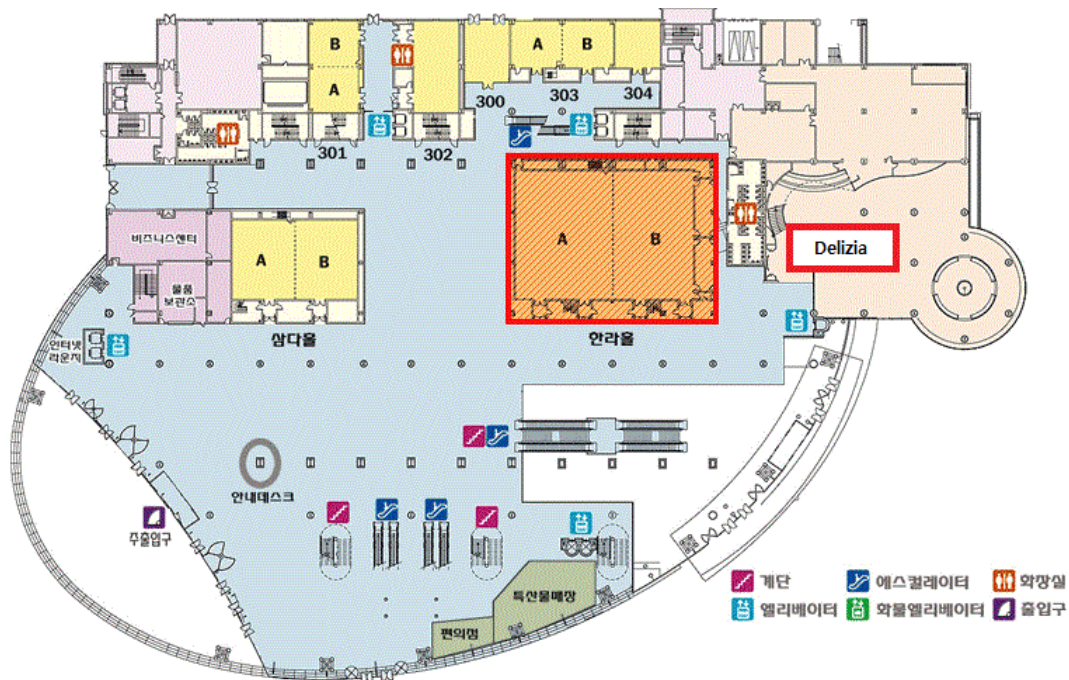 B
A
A
B
300
303
304
301
302
비즈니스센터
물품
보관소
A
B
A
B
Delizia
인터넷
라운지
삼다홀
한라홀
안내데스크
주출입구
특산물매장
편의점
계단
에스컬레이터
화장실
엘리베이터
화물엘리베이터
출입구